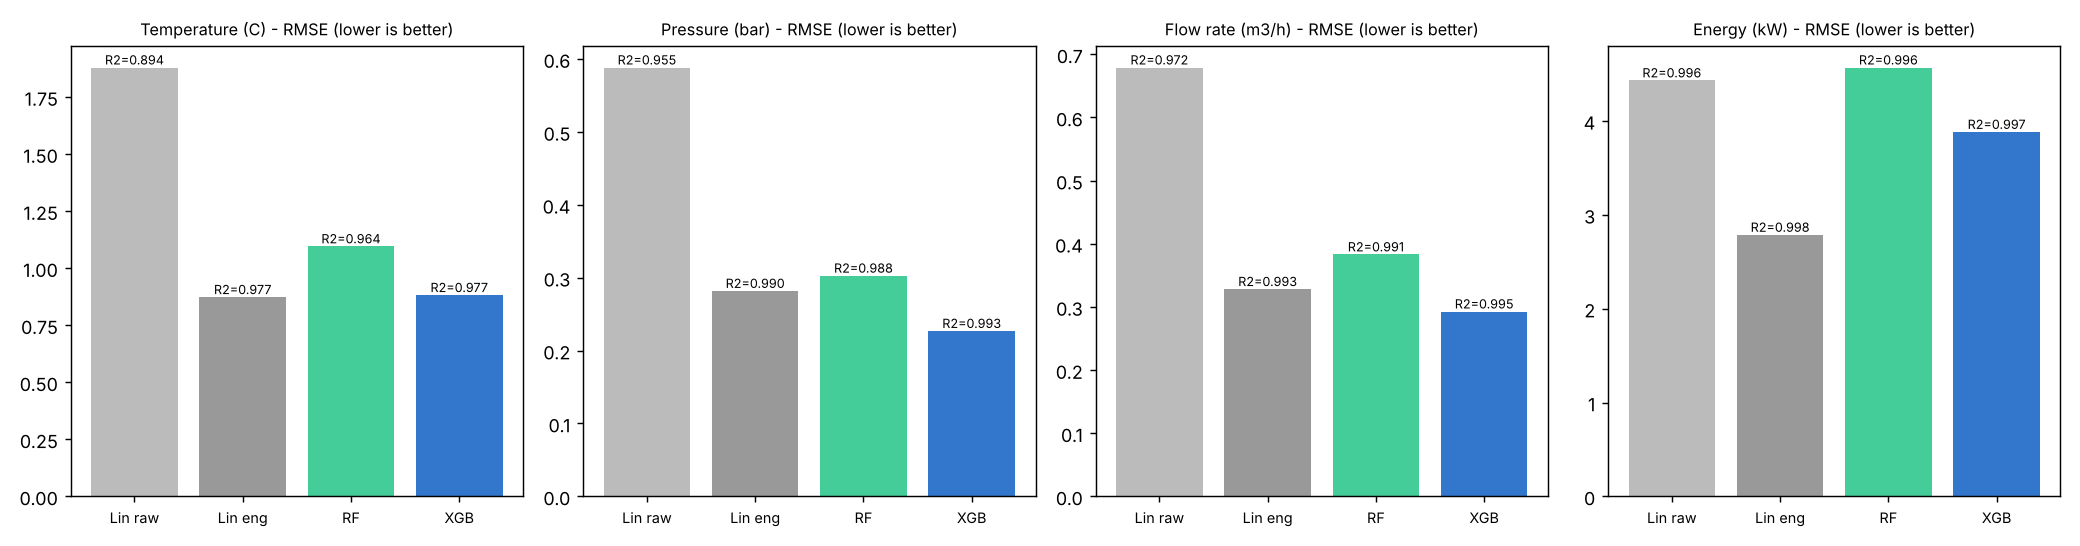 Temperature (C) - RMSE (lower is better)
1.75
1.50
1.25
1.00
0.75
0.50
0.25
0.00
R2=0.894
R2=0.977
R2=0.964
R2=0.977
Lin raw
Lin eng
RF
XGB
Pressure (bar) - RMSE (lower is better)
0.6
0.5
0.4
0.3
0.2
0.1
0.0
R2=0.955
R2=0.990
R2=0.988
R2=0.993
Lin raw
Lin eng
RF
XGB
Flow rate (m3/h) - RMSE (lower is better)
0.7
0.6
0.5
0.4
0.3
0.2
0.1
0.0
R2=0.972
R2=0.993
R2=0.991
R2=0.995
Lin raw
Lin eng
RF
XGB
Energy (kW) - RMSE (lower is better)
4
3
2
1
0
R2=0.996
R2=0.998
R2=0.996
R2=0.997
Lin raw
Lin eng
RF
XGB